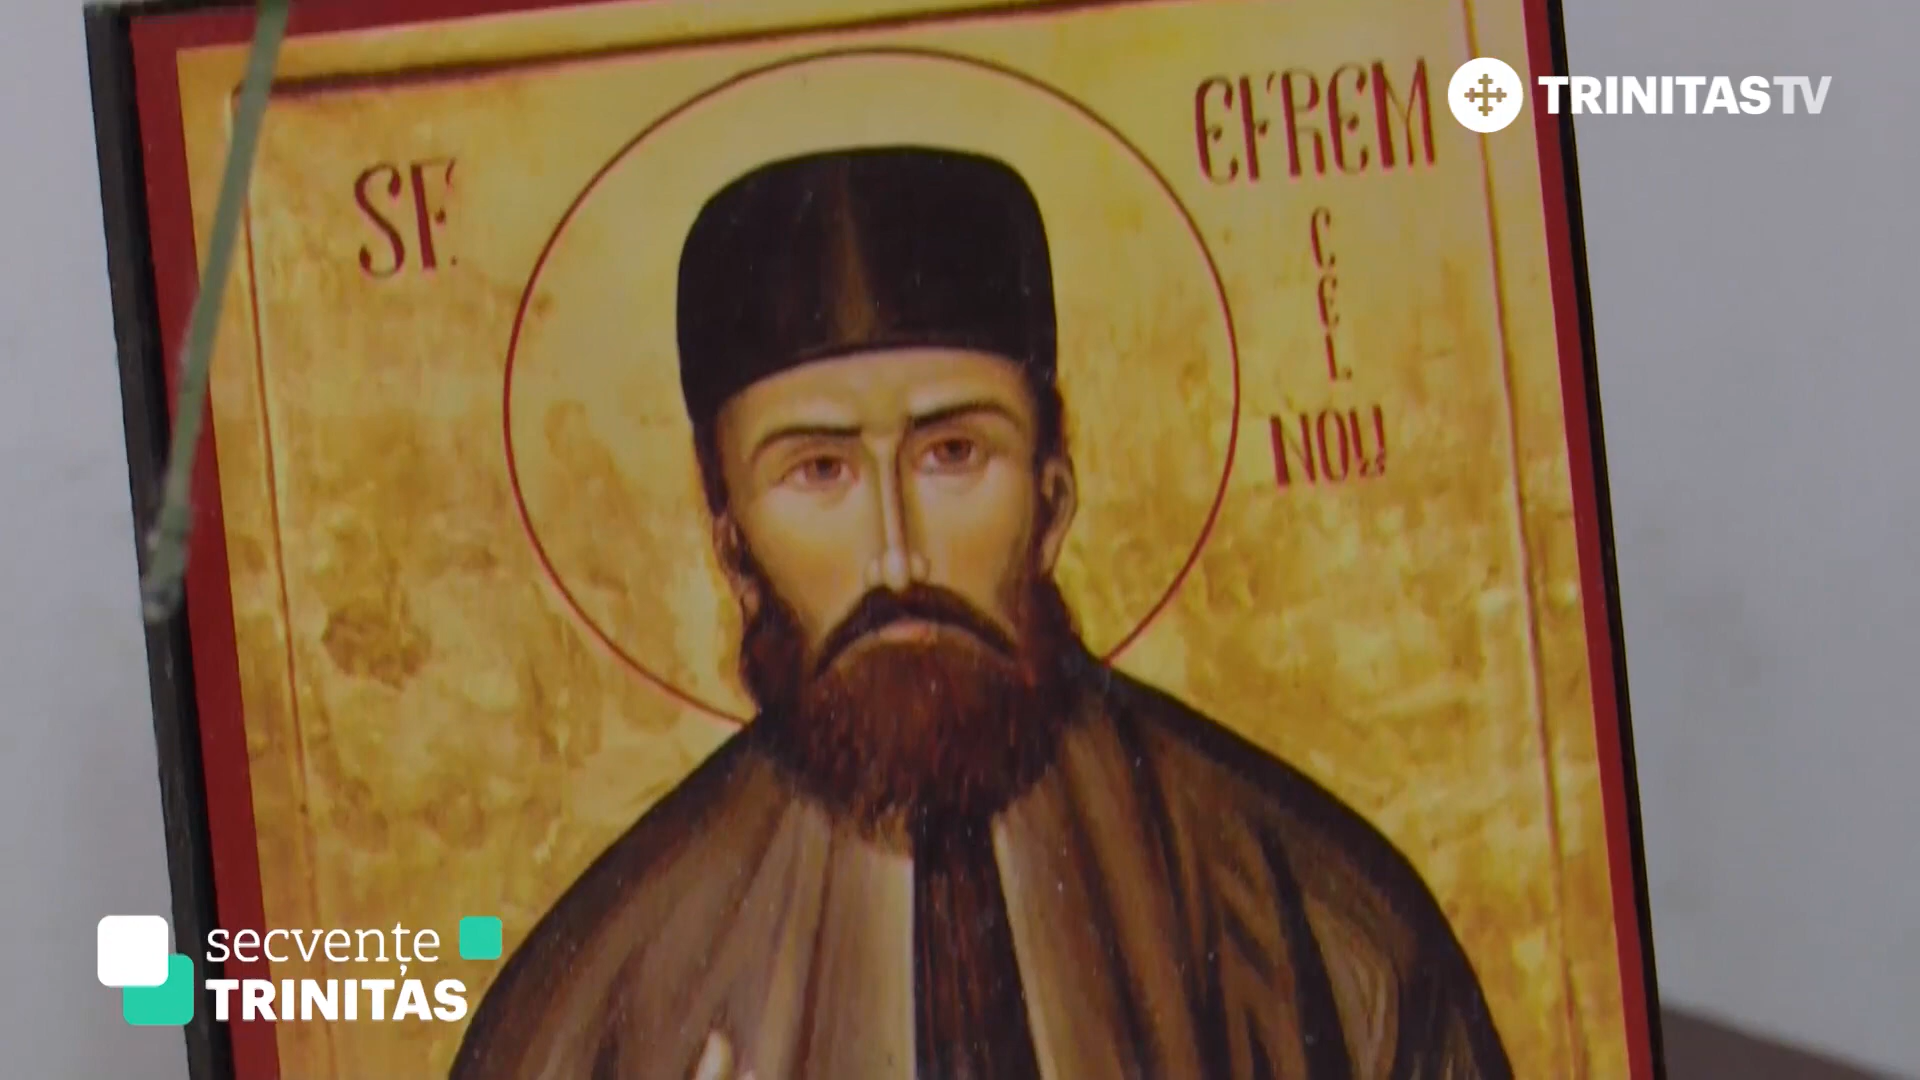 SF.
EFREM
CEL
NOU
TRINITASTV
secvențe
TRINITAS